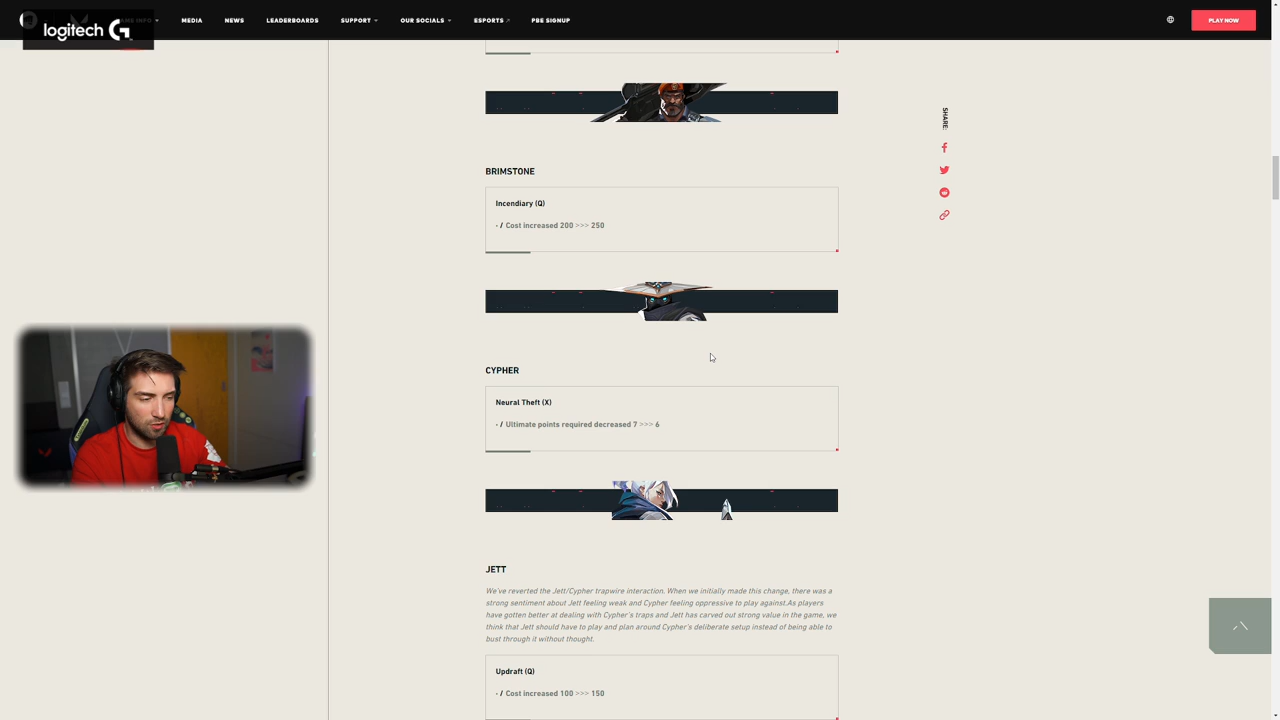 logitech G
GAME INFO
MEDIA
NEWS
LEADERBOARDS
SUPPORT
OUR SOCIALS
ESPORTS
PBE SIGNUP
PLAY NOW
SHARE:
BRIMSTONE
Incendiary (Q)
· / Cost increased 200 >>> 250
CYPHER
Neural Theft (X)
· / Ultimate points required decreased 7 >>> 6
JETT
We've reverted the Jett/Cypher trapwire interaction. When we initially made this change, there was a
strong sentiment about Jett feeling weak and Cypher feeling oppressive to play against.As players
have gotten better at dealing with Cypher's traps and Jett has carved out strong value in the game, we
think that Jett should have to play and plan around Cypher's deliberate setup instead of being able to
bust through it without thought.
Updraft (Q)
· / Cost increased 100 >>> 150